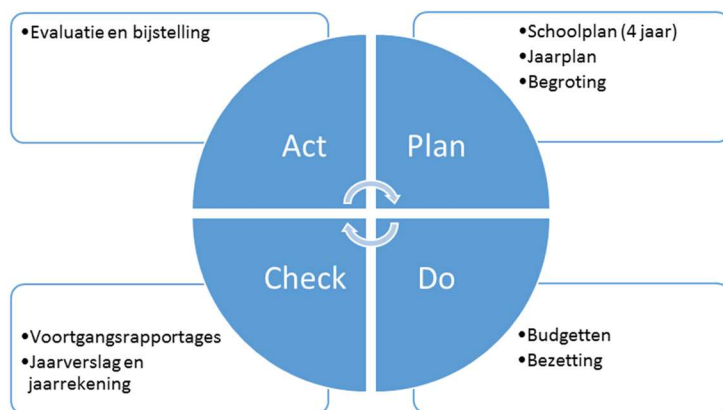 •Evaluatie en bijstelling
•Schoolplan (4 jaar)
•Jaarplan
•Begroting
Act
Plan
Check
Do
•Voortgangsrapportages
•Jaarverslag en
jaarrekening
•Budgetten
•Bezetting